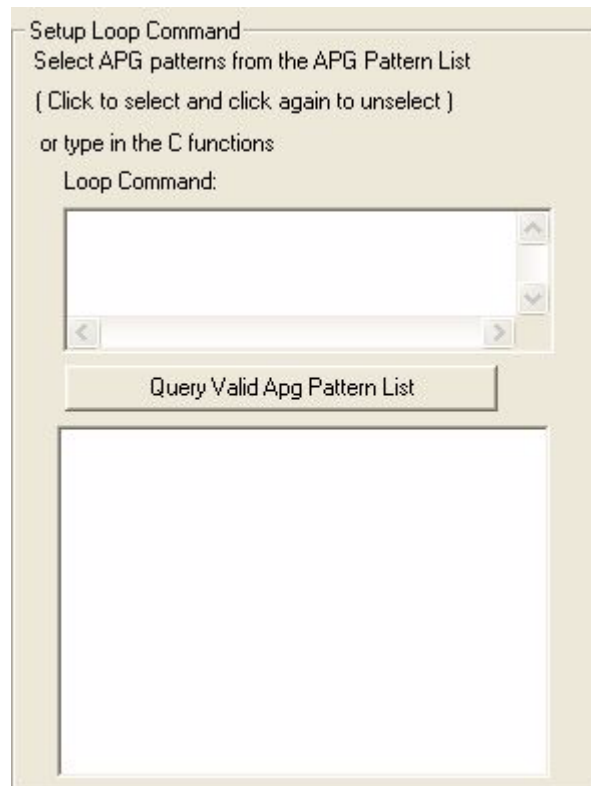 Setup Loop Command
Select APG patterns from the APG Pattern List
( Click to select and click again to unselect )
or type in the C functions
Loop Command:
Query Valid Apg Pattern List